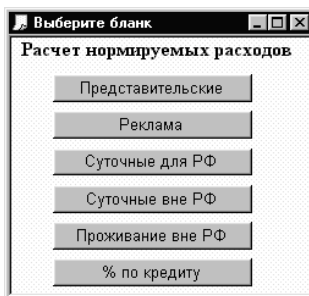 Выберите бланк
Расчет нормируемых расходов
Представительские
Реклама
Суточные для РФ
Суточные вне РФ
Проживание вне РФ
% по кредиту